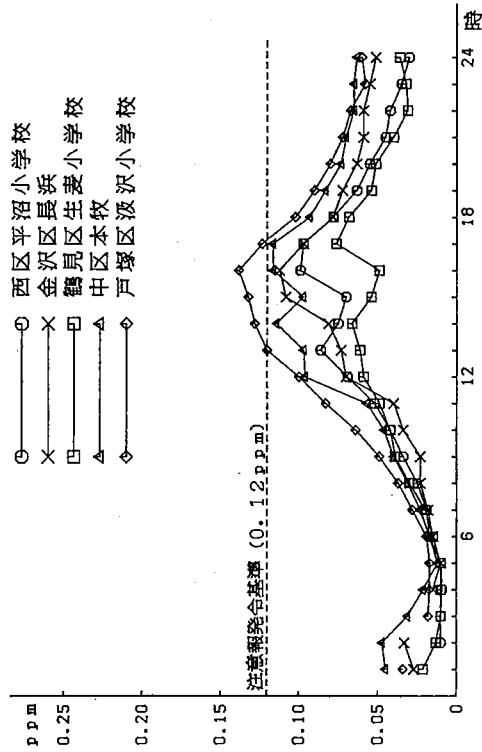 ppm
0.25
0.20
0.15
0.10
0.05
0
西区平沼小学校
金沢区長浜
鶴見区生麦小学校
中区本牧
戸塚区汲沢小学校
注意報発令基準 (0.12ppm)
6
12
18
24
時